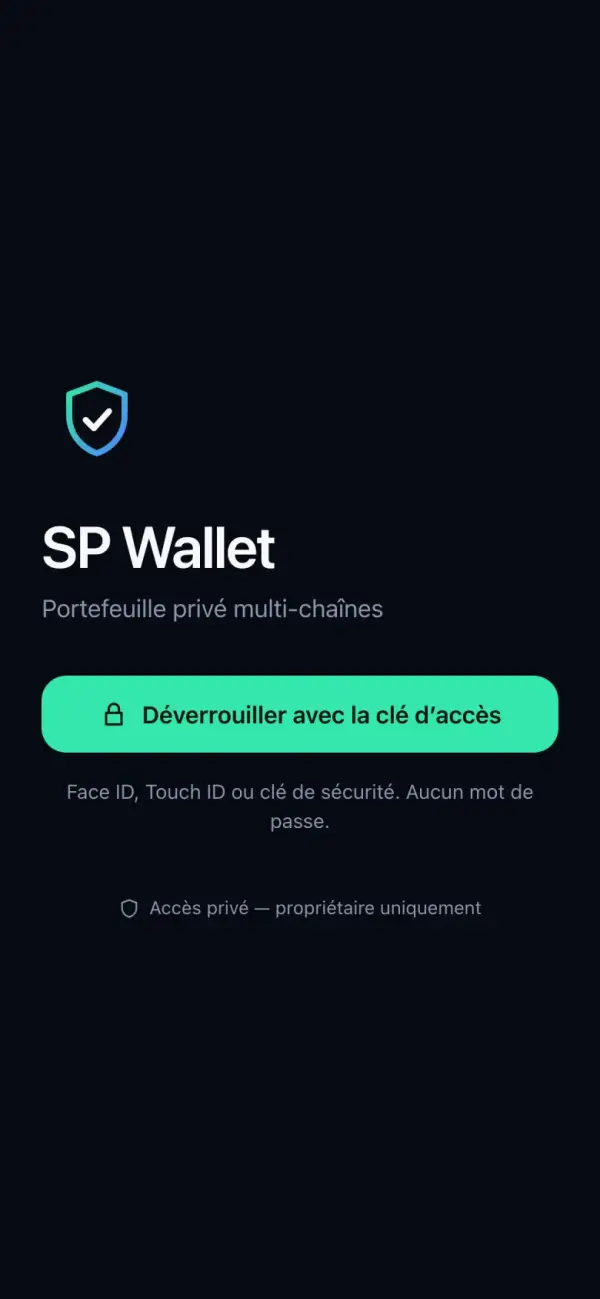 SP Wallet
Portefeuille privé multi-chaînes
Déverrouiller avec la clé d’accès
Face ID, Touch ID ou clé de sécurité. Aucun mot de
passe.
Accès privé — propriétaire uniquement